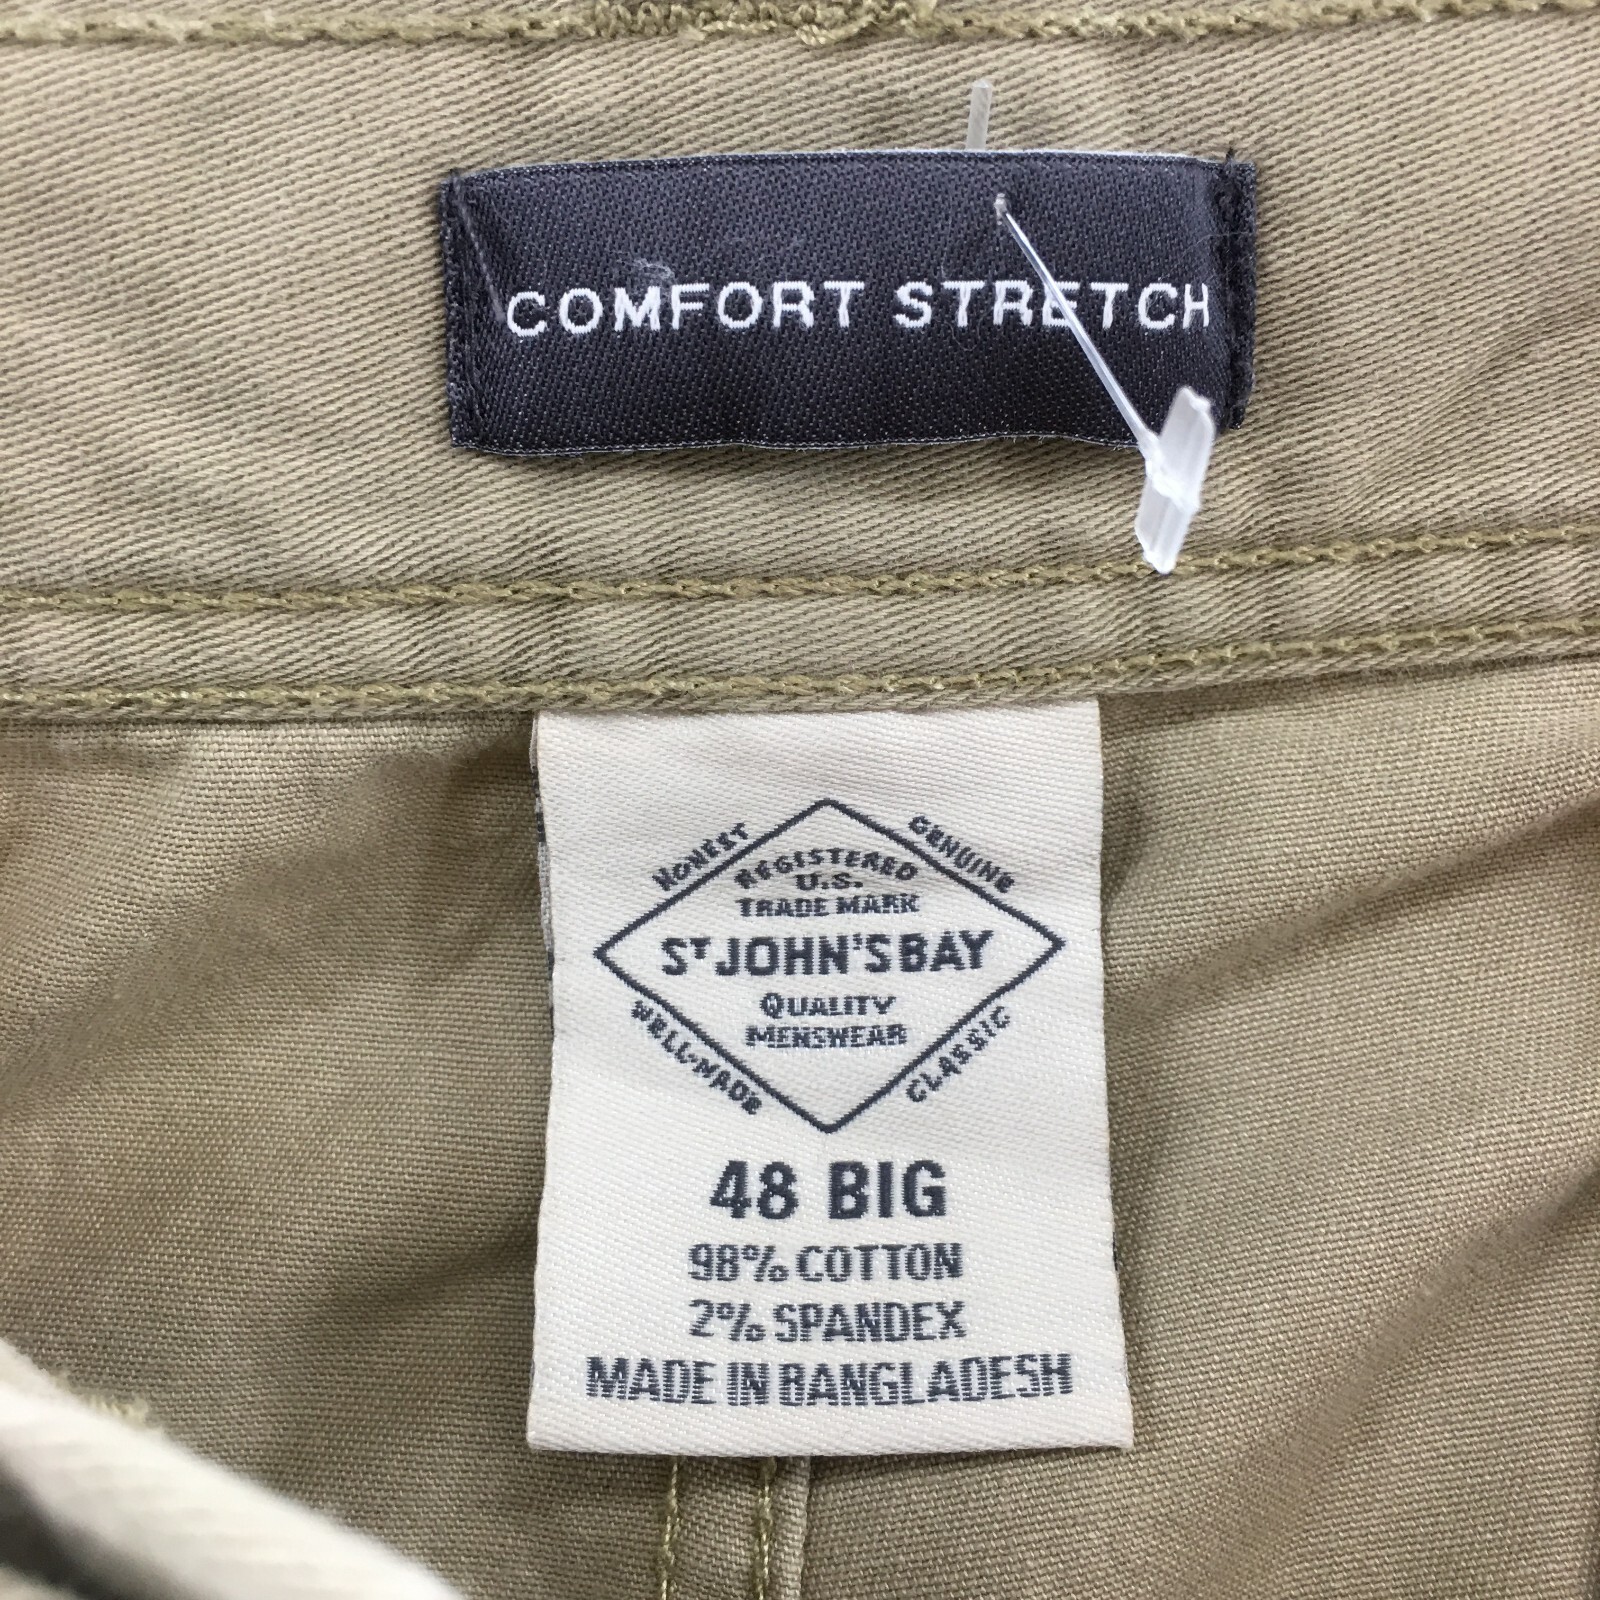 COMFORT STRETCH
HONEST
GENUINE
REGISTERED
U.S.
TRADE MARK
ST JOHN'S BAY
QUALITY
MENSWEAR
WELL-MADE
CLASSIC
48 BIG
98% COTTON
2% SPANDEX
MADE IN BANGLADESH